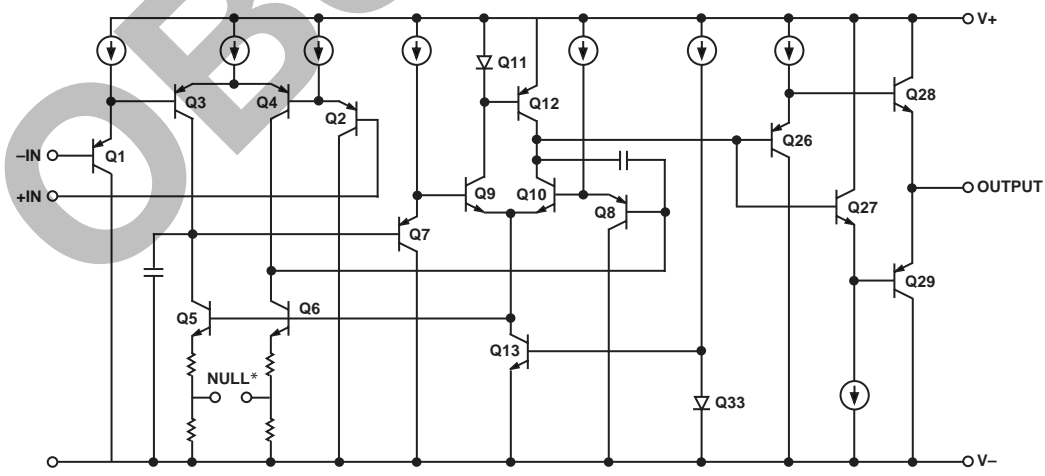 V+
Q11
Q3
Q4
Q2
Q12
Q28
Q26
–IN
Q1
+IN
Q9
Q10
Q8
Q27
OUTPUT
Q7
Q29
Q5
Q6
Q13
NULL*
Q33
V–